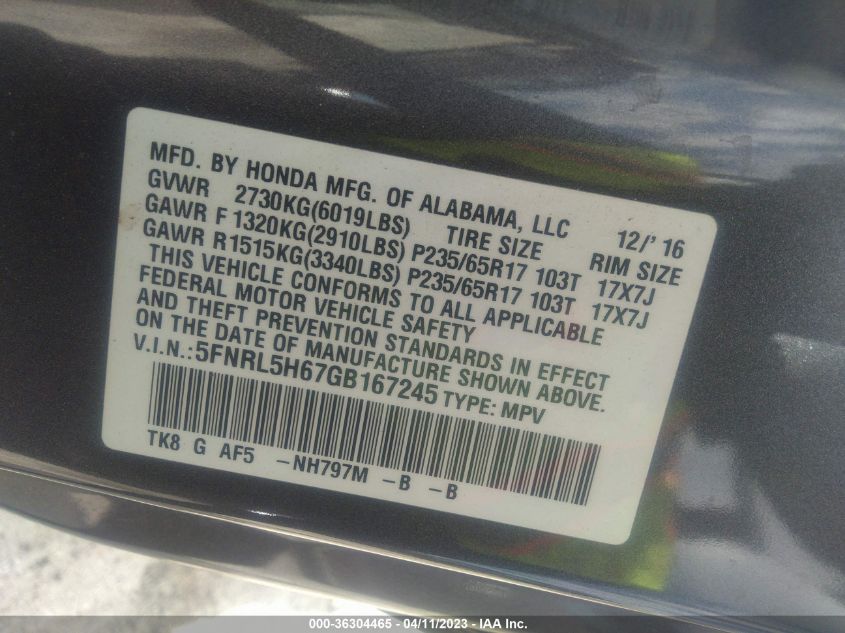 MFD. BY HONDA MFG. OF ALABAMA, LLC 12/' 16
GVWR 2730KG(6019LBS) TIRE SIZE RIM SIZE
GAWR F 1320KG(2910LBS) P235/65R17 103T 17X7J
GAWR R1515KG(3340LBS) P235/65R17 103T 17X7J
THIS VEHICLE CONFORMS TO ALL APPLICABLE
FEDERAL MOTOR VEHICLE SAFETY
AND THEFT PREVENTION STANDARDS IN EFFECT
ON THE DATE OF MANUFACTURE SHOWN ABOVE.
V.I.N.:5FNRL5H67GB167245 TYPE: MPV
TK8 G AF5 -NH797M -B -B
000-36304465 - 04/11/2023 - IAA Inc.